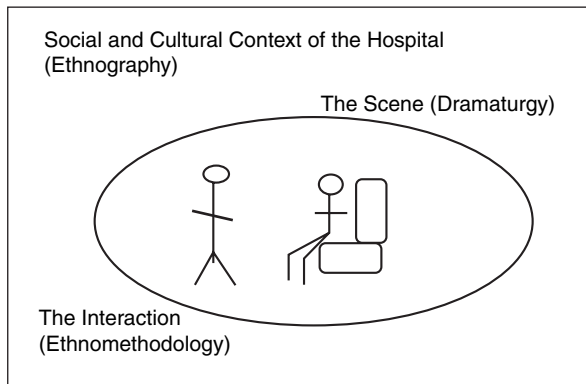 Social and Cultural Context of the Hospital
(Ethnography)
The Scene (Dramaturgy)
The Interaction
(Ethnomethodology)